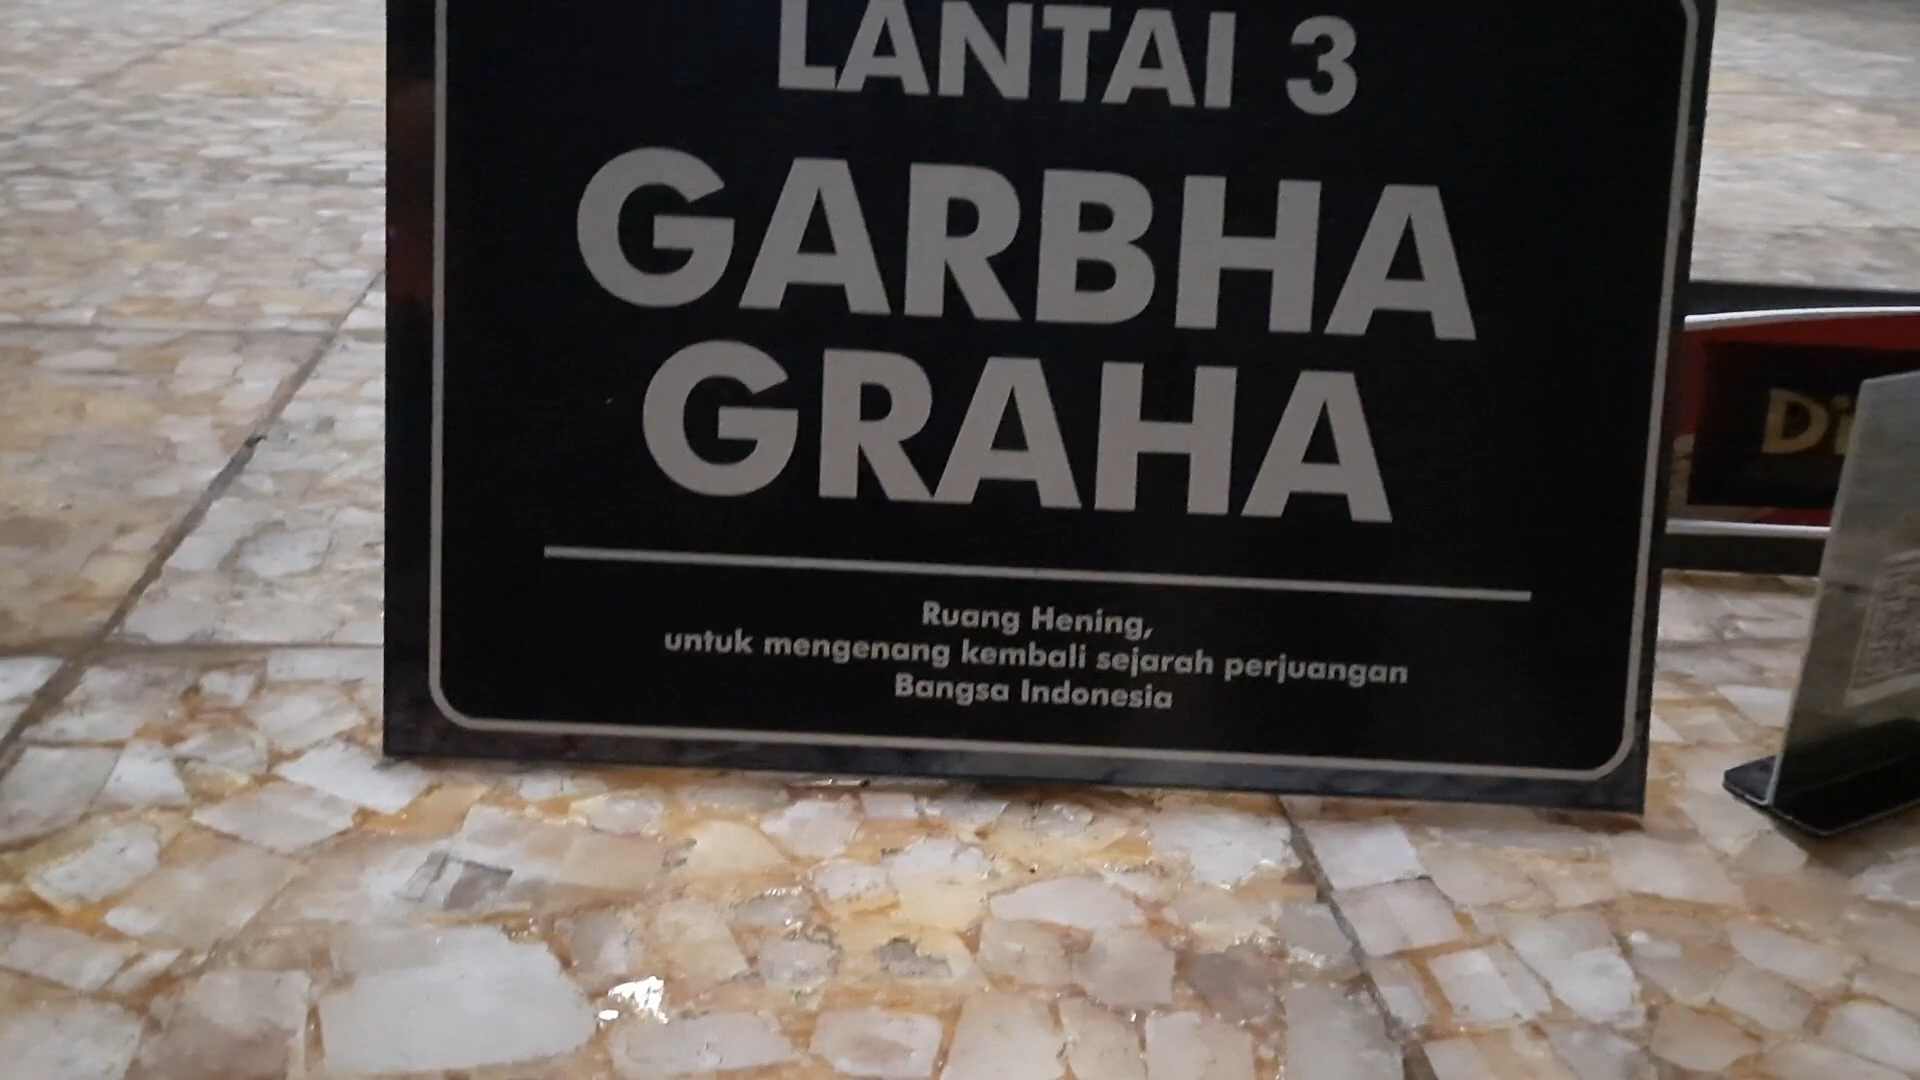 LANTAI 3
GARBHA
GRAHA
Ruang Hening,
untuk mengenang kembali sejarah perjuangan
Bangsa Indonesia